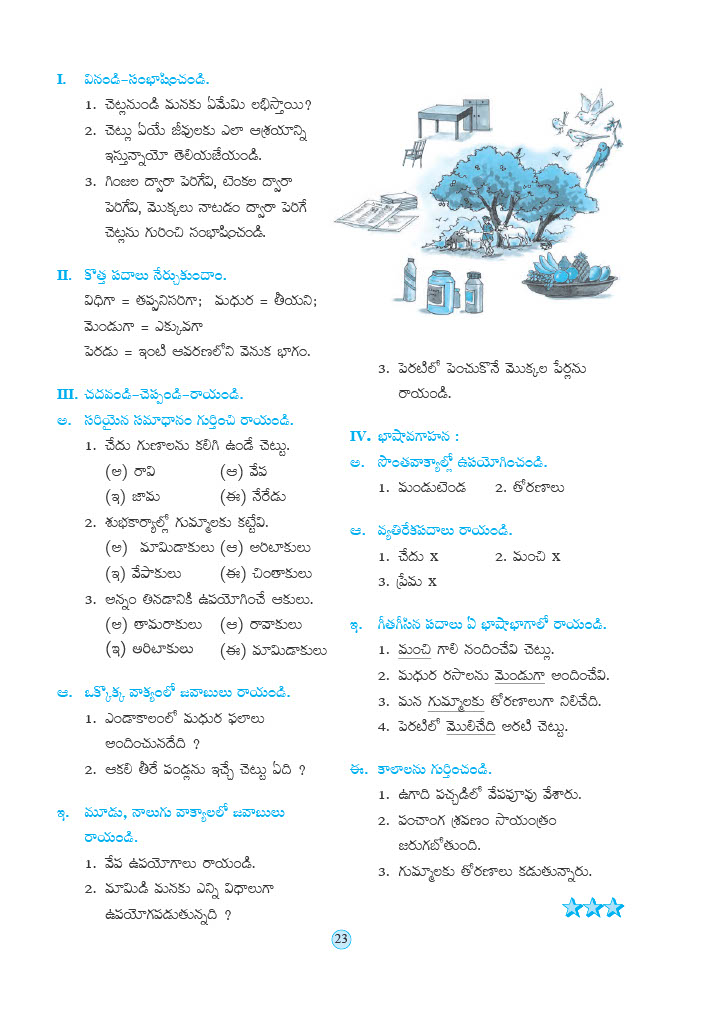 I. వినండి-సంభాషించండి.
1. చెట్లనుండి మనకు ఏమేమి లభిస్తాయి?
2. చెట్లు ఏయే జీవులకు ఎలా ఆశ్రయాన్ని
ఇస్తున్నాయో తెలియజేయండి.
3. గింజల ద్వారా పెరిగేవి, టెంకల ద్వారా
పెరిగేవి, మొక్కలు నాటడం ద్వారా పెరిగే
చెట్లను గురించి సంభాషించండి.
II. కొత్త పదాలు నేర్చుకుందాం.
విధిగా = తప్పనిసరిగా; మధుర = తీయని;
మెండుగా = ఎక్కువగా
పెరడు = ఇంటి ఆవరణలోని వెనుక భాగం.
III. చదవండి-చెప్పండి-రాయండి.
అ. సరియైన సమాధానం గుర్తించి రాయండి.
1. చేదు గుణాలను కలిగి ఉండే చెట్టు.
(అ) రావి (ఆ) వేప
(ఇ) జామ (ఈ) నేరేడు
2. శుభకార్యాల్లో గుమ్మాలకు కట్టేవి.
(అ) మామిడాకులు (ఆ) అరిటాకులు
(ఇ) వేపాకులు (ఈ) చింతాకులు
3. అన్నం తినడానికి ఉపయోగించే ఆకులు.
(అ) తామరాకులు (ఆ) రావాకులు
(ఇ) అరిటాకులు (ఈ) మామిడాకులు
ఆ. ఒక్కొక్క వాక్యంలో జవాబులు రాయండి.
1. ఎండాకాలంలో మధుర ఫలాలు
అందించునదేది ?
2. ఆకలి తీరే పండ్లను ఇచ్చే చెట్టు ఏది ?
ఇ. మూడు, నాలుగు వాక్యాలలో జవాబులు
రాయండి.
1. వేప ఉపయోగాలు రాయండి.
2. మామిడి మనకు ఎన్ని విధాలుగా
ఉపయోగపడుతున్నది ?
3. పెరటిలో పెంచుకొనే మొక్కల పేర్లను
రాయండి.
IV. భాషావగాహన :
అ. సొంతవాక్యాల్లో ఉపయోగించండి.
1. మండుటెండ 2. తోరణాలు
ఆ. వ్యతిరేకపదాలు రాయండి.
1. చేదు X 2. మంచి X
3. ప్రేమ X
ఇ. గీతగీసిన పదాలు ఏ భాషాభాగాలో రాయండి.
1. మంచి గాలి నందించేవి చెట్లు.
2. మధుర రసాలను మెండుగా అందించేవి.
3. మన గుమ్మాలకు తోరణాలుగా నిలిచేది.
4. పెరటిలో మొలిచేది అరటి చెట్టు.
ఈ. కాలాలను గుర్తించండి.
1. ఉగాది పచ్చడిలో వేపపూవు వేశారు.
2. పంచాంగ శ్రవణం సాయంత్రం
జరుగబోతుంది.
3. గుమ్మాలకు తోరణాలు కడుతున్నారు.
23